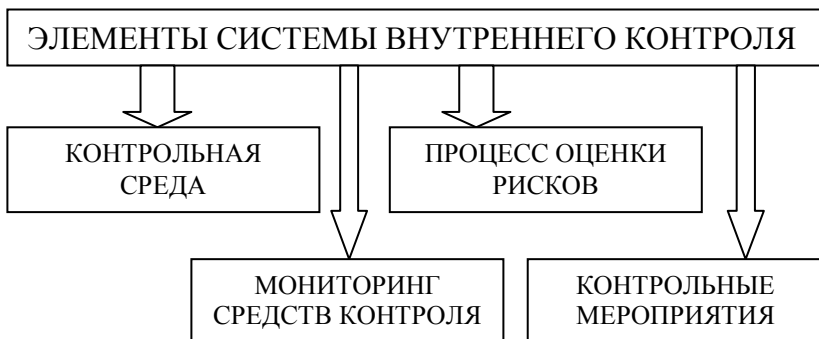 ЭЛЕМЕНТЫ СИСТЕМЫ ВНУТРЕННЕГО КОНТРОЛЯ
КОНТРОЛЬНАЯ
СРЕДА
ПРОЦЕСС ОЦЕНКИ
РИСКОВ
МОНИТОРИНГ
СРЕДСТВ КОНТРОЛЯ
КОНТРОЛЬНЫЕ
МЕРОПРИЯТИЯ